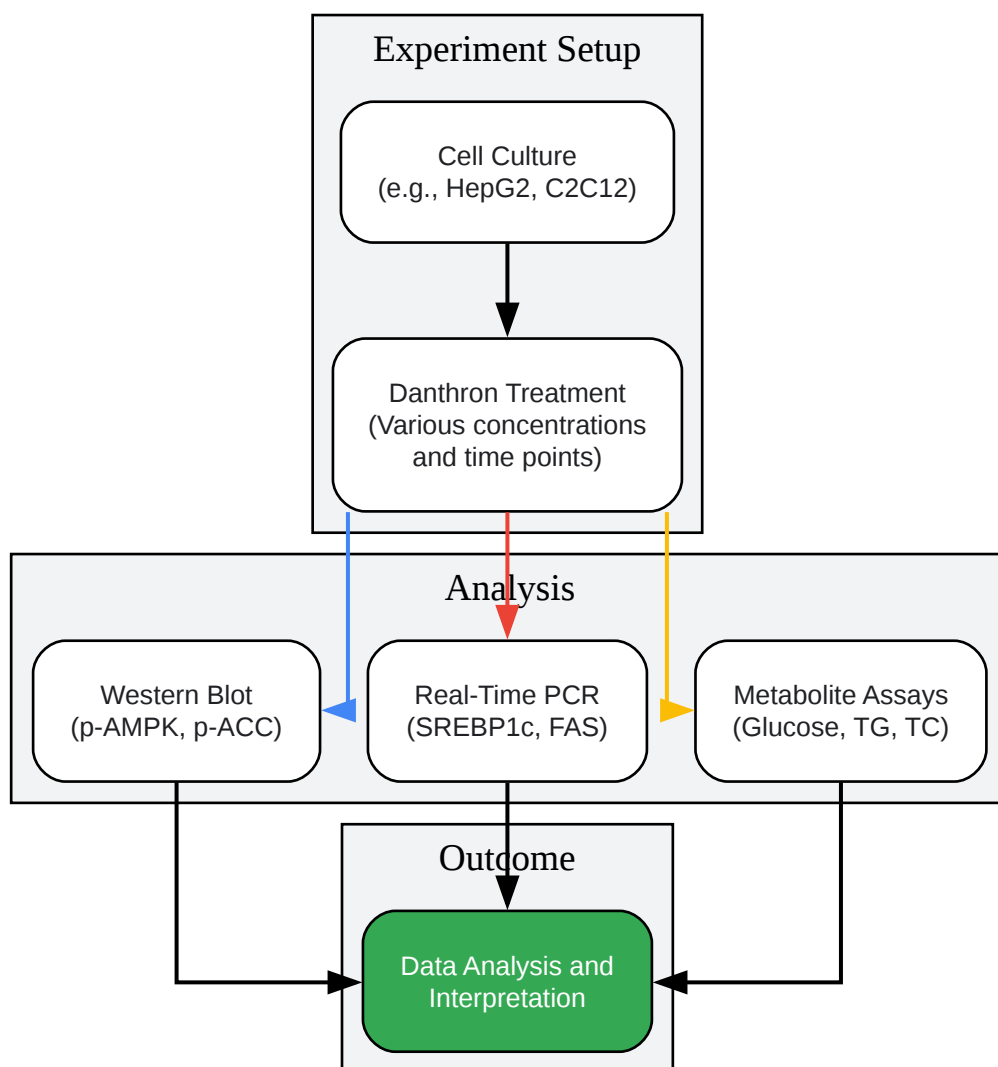 Experiment Setup
Cell Culture
(e.g., HepG2, C2C12)
Danthron Treatment
(Various concentrations
and time points)
Analysis
Western Blot
(p-AMPK, p-ACC)
Real-Time PCR
(SREBP1c, FAS)
Metabolite Assays
(Glucose, TG, TC)
Outcome
Data Analysis and
Interpretation